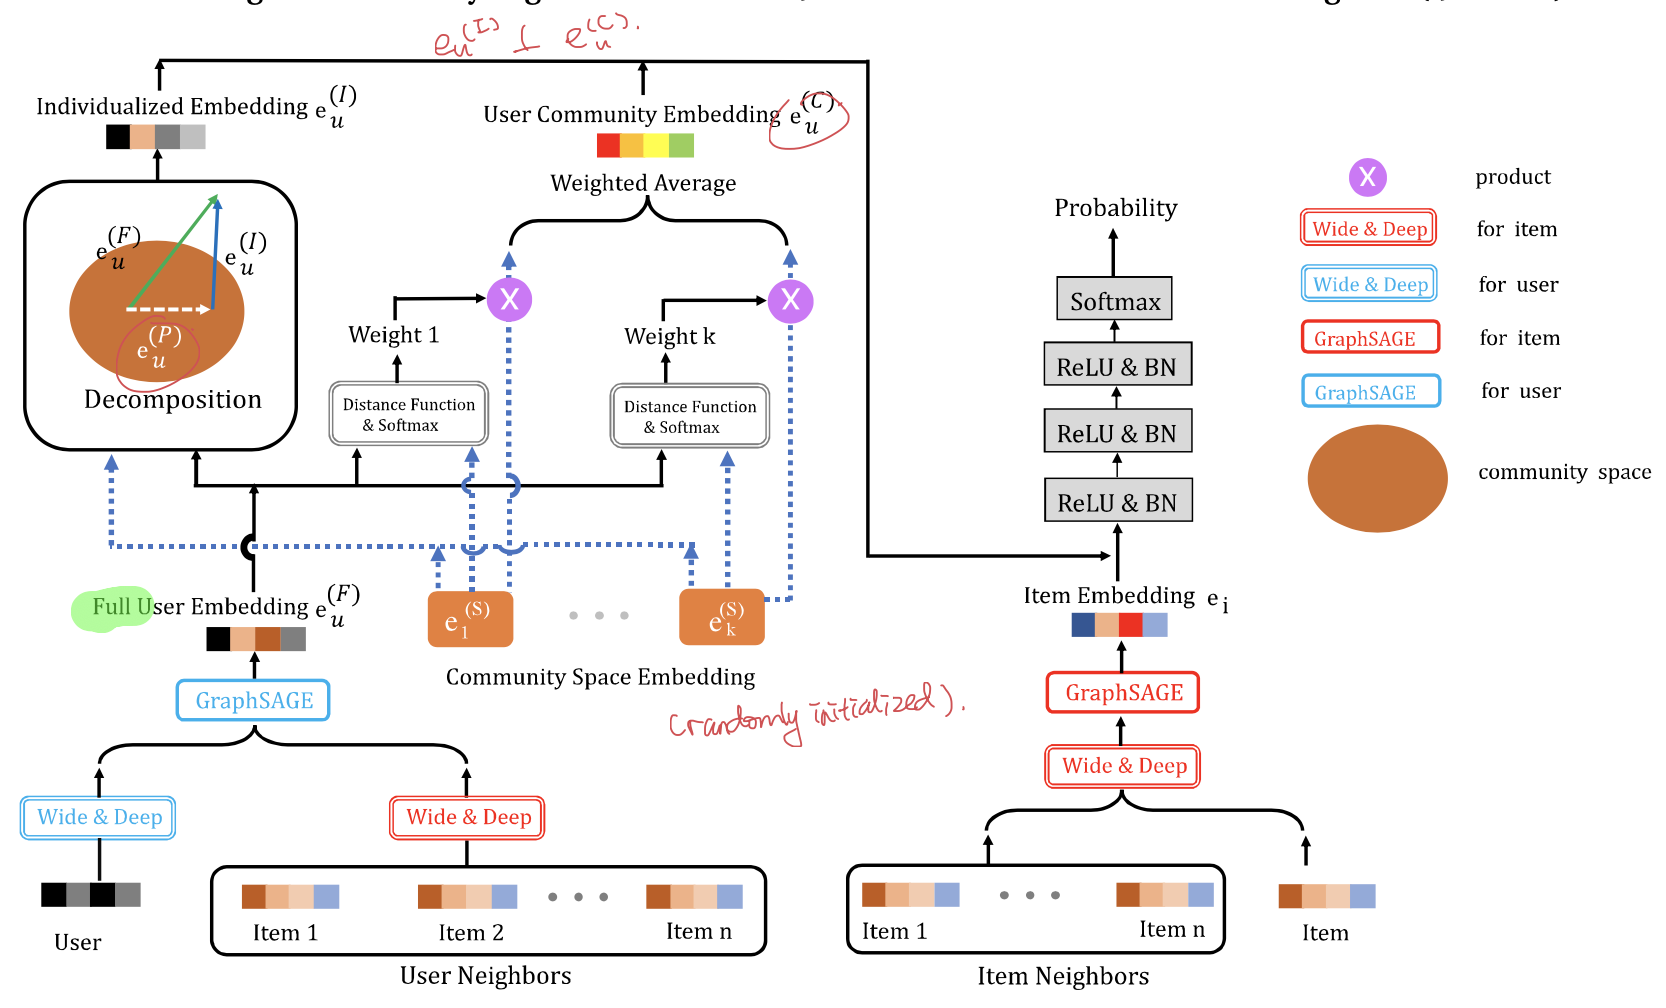 e_u^(I) ⊥ e_u^(C).
Individualized Embedding e_u^(I)
User Community Embedding e_u^(C)
Weighted Average
e_u^(F)
e_u^(I)
e_u^(P)
Decomposition
Weight 1
X
Weight k
X
Distance Function
& Softmax
Distance Function
& Softmax
Full User Embedding e_u^(F)
e_1^(S)
e_k^(S)
Community Space Embedding
(randomly initialized).
GraphSAGE
Wide & Deep
Wide & Deep
User
Item 1
Item 2
Item n
User Neighbors
Probability
Softmax
ReLU & BN
ReLU & BN
ReLU & BN
Item Embedding e_i
GraphSAGE
Wide & Deep
Item 1
Item n
Item
Item Neighbors
X product
Wide & Deep for item
Wide & Deep for user
GraphSAGE for item
GraphSAGE for user
community space